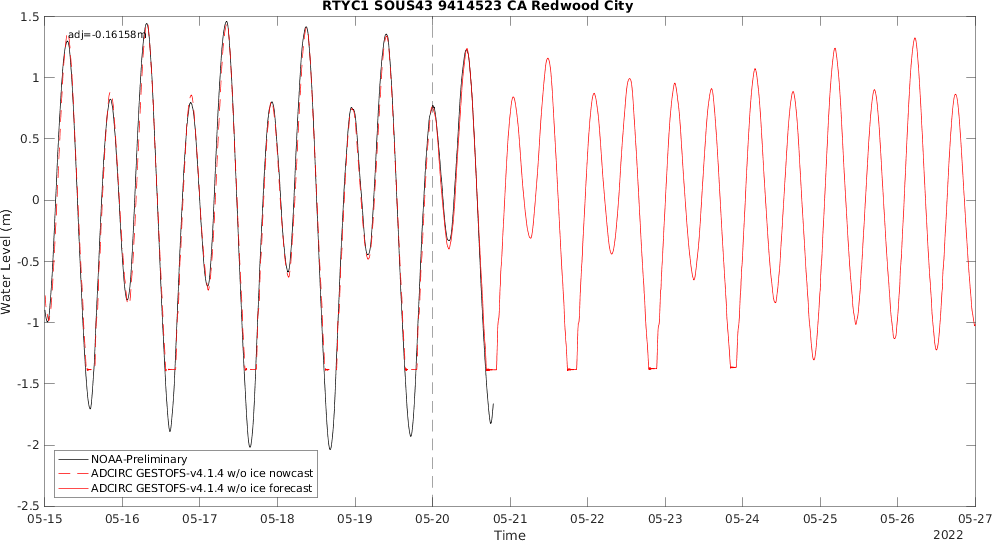 RTYC1 SOUS43 9414523 CA Redwood City
adj=-0.16158m
1.5
1
0.5
0
-0.5
-1
-1.5
-2
-2.5
Water Level (m)
NOAA-Preliminary
ADCIRC GESTOFS-v4.1.4 w/o ice nowcast
ADCIRC GESTOFS-v4.1.4 w/o ice forecast
05-15 05-16 05-17 05-18 05-19 05-20 05-21 05-22 05-23 05-24 05-25 05-26 05-27
Time
2022